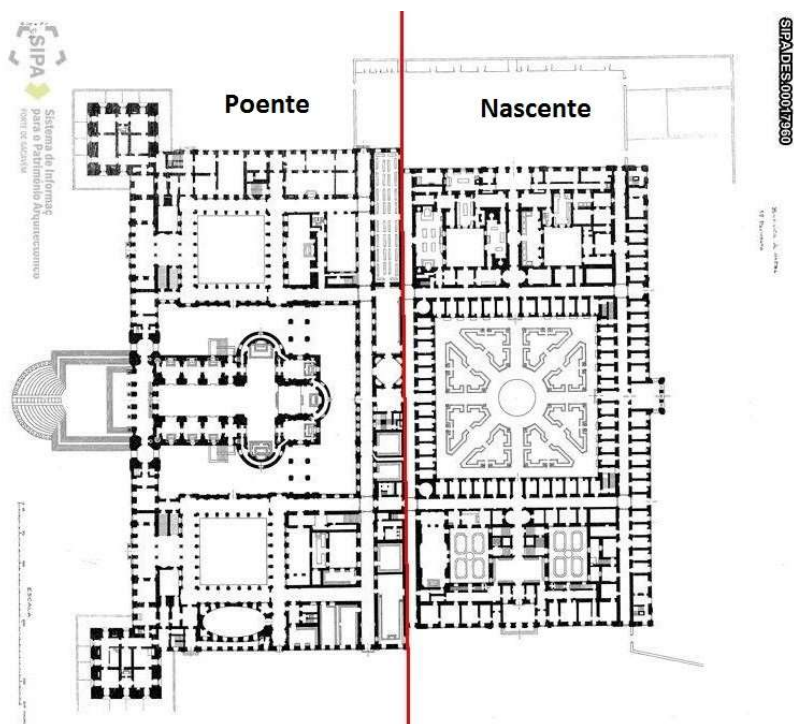 Poente
Nascente
SIPA
Sistema de Informaç
para o Património Arquitectónico
FORTE DE SACAVÉM
SIPA DES.00017960
ESCALA